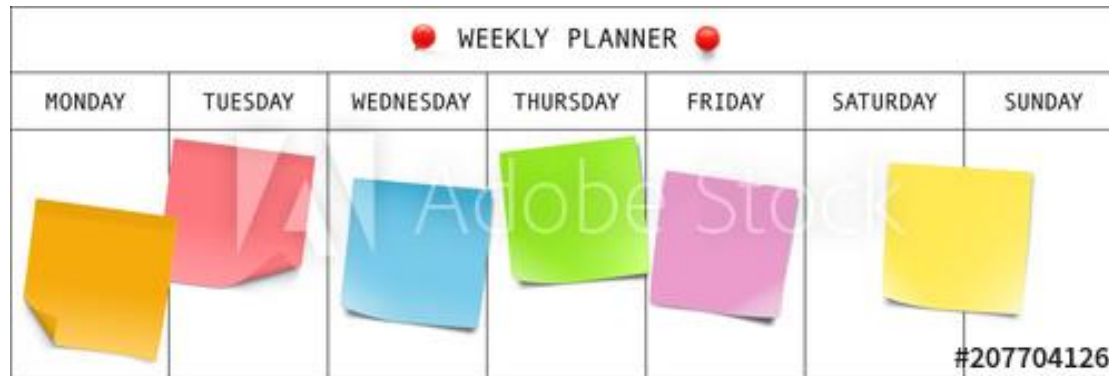 WEEKLY PLANNER
MONDAY TUESDAY WEDNESDAY THURSDAY FRIDAY SATURDAY SUNDAY
Adobe Stock
#207704126